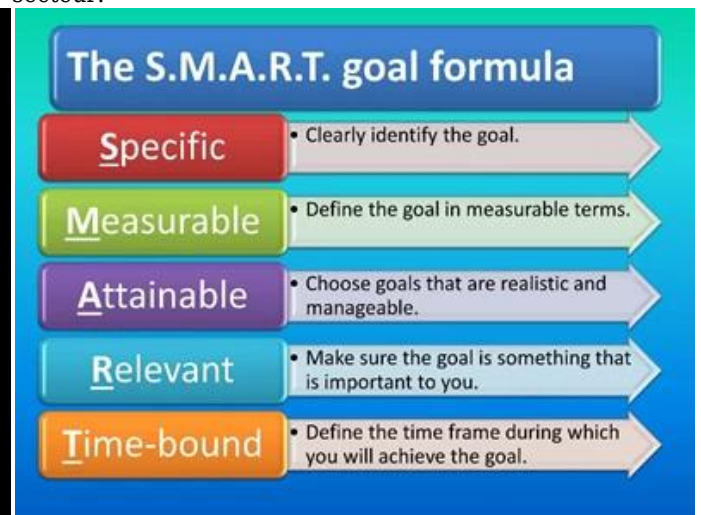 The S.M.A.R.T. goal formula
Specific
• Clearly identify the goal.
Measurable
• Define the goal in measurable terms.
Attainable
• Choose goals that are realistic and
manageable.
Relevant
• Make sure the goal is something that
is important to you.
Time-bound
• Define the time frame during which
you will achieve the goal.